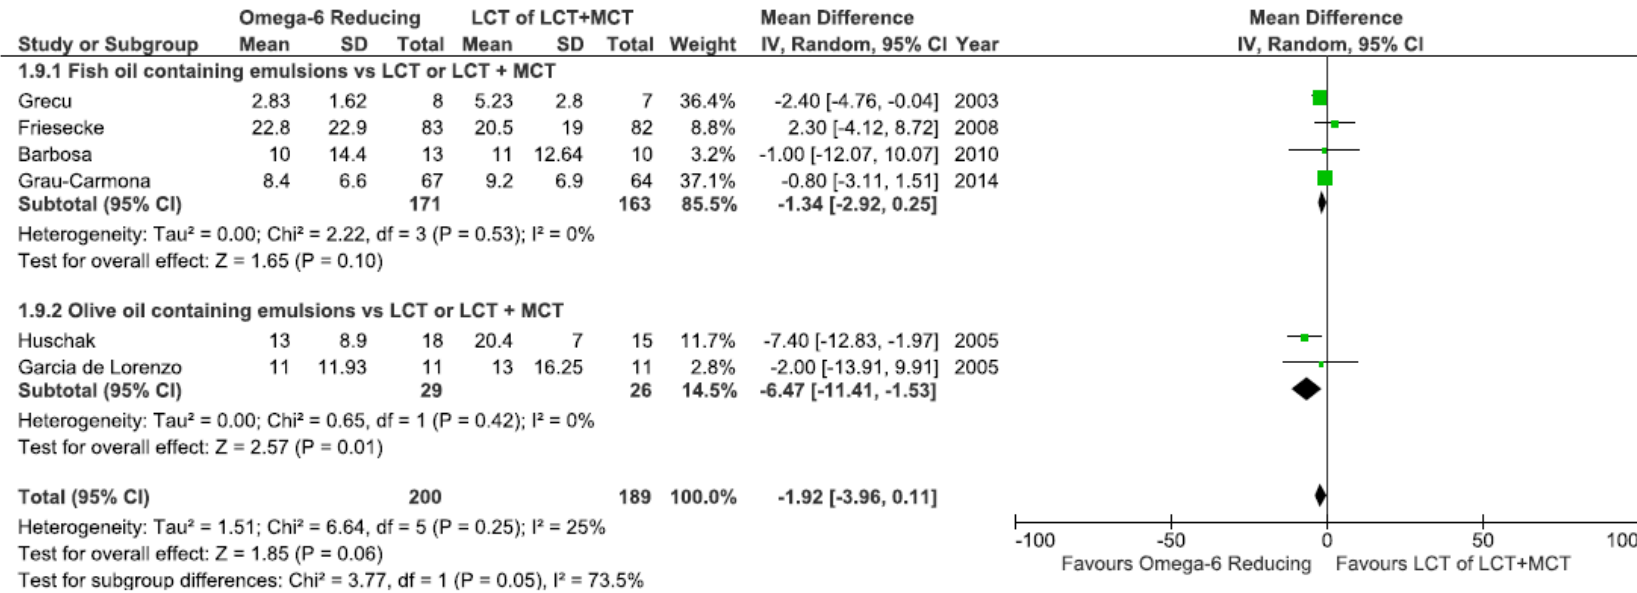 Omega-6 Reducing LCT of LCT+MCT Mean Difference Mean Difference
Study or Subgroup Mean SD Total Mean SD Total Weight IV, Random, 95% CI Year IV, Random, 95% CI
1.9.1 Fish oil containing emulsions vs LCT or LCT + MCT
Grecu 2.83 1.62 8 5.23 2.8 7 36.4% -2.40 [-4.76, -0.04] 2003
Friesecke 22.8 22.9 83 20.5 19 82 8.8% 2.30 [-4.12, 8.72] 2008
Barbosa 10 14.4 13 11 12.64 10 3.2% -1.00 [-12.07, 10.07] 2010
Grau-Carmona 8.4 6.6 67 9.2 6.9 64 37.1% -0.80 [-3.11, 1.51] 2014
Subtotal (95% CI) 171 163 85.5% -1.34 [-2.92, 0.25]
Heterogeneity: Tau² = 0.00; Chi² = 2.22, df = 3 (P = 0.53); I² = 0%
Test for overall effect: Z = 1.65 (P = 0.10)
1.9.2 Olive oil containing emulsions vs LCT or LCT + MCT
Huschak 13 8.9 18 20.4 7 15 11.7% -7.40 [-12.83, -1.97] 2005
Garcia de Lorenzo 11 11.93 11 13 16.25 11 2.8% -2.00 [-13.91, 9.91] 2005
Subtotal (95% CI) 29 26 14.5% -6.47 [-11.41, -1.53]
Heterogeneity: Tau² = 0.00; Chi² = 0.65, df = 1 (P = 0.42); I² = 0%
Test for overall effect: Z = 2.57 (P = 0.01)
Total (95% CI) 200 189 100.0% -1.92 [-3.96, 0.11]
Heterogeneity: Tau² = 1.51; Chi² = 6.64, df = 5 (P = 0.25); I² = 25%
Test for overall effect: Z = 1.85 (P = 0.06)
Test for subgroup differences: Chi² = 3.77, df = 1 (P = 0.05), I² = 73.5%
-100 -50 0 50 100
Favours Omega-6 Reducing Favours LCT of LCT+MCT